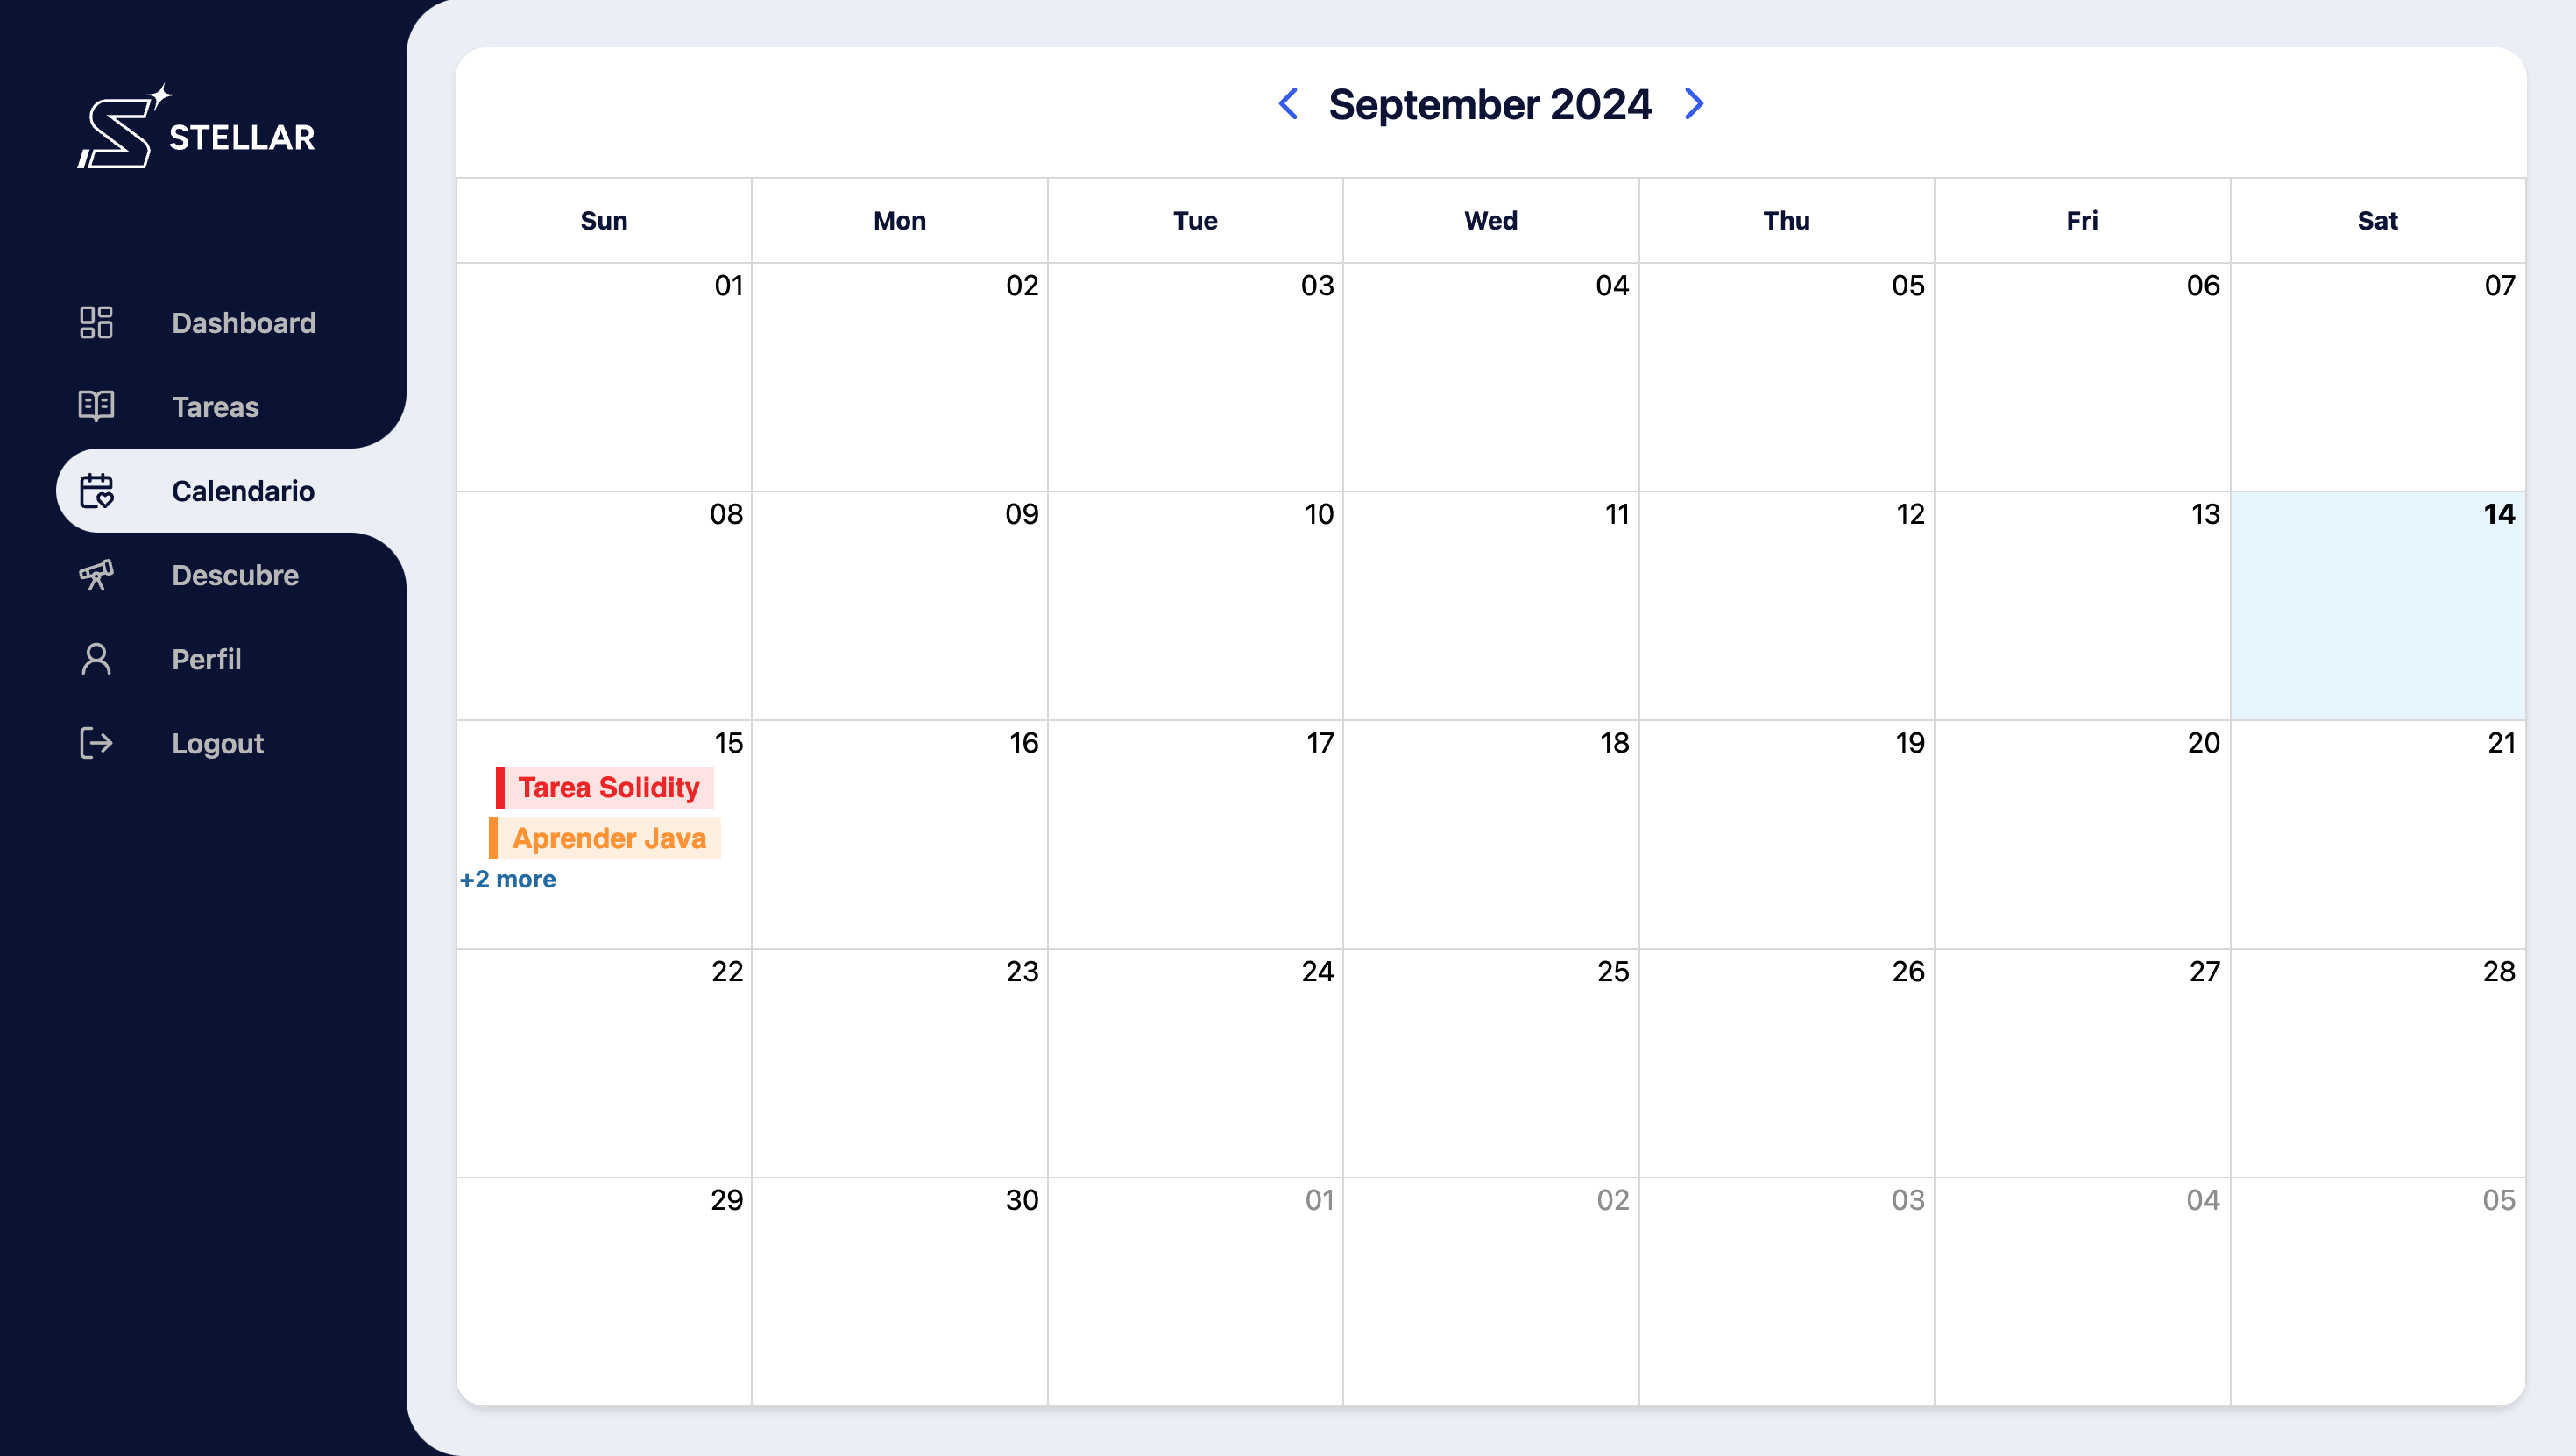 STELLAR
Dashboard
Tareas
Calendario
Descubre
Perfil
Logout
September 2024
Sun Mon Tue Wed Thu Fri Sat
01 02 03 04 05 06 07
08 09 10 11 12 13 14
15 16 17 18 19 20 21
Tarea Solidity
Aprender Java
+2 more
22 23 24 25 26 27 28
29 30 01 02 03 04 05